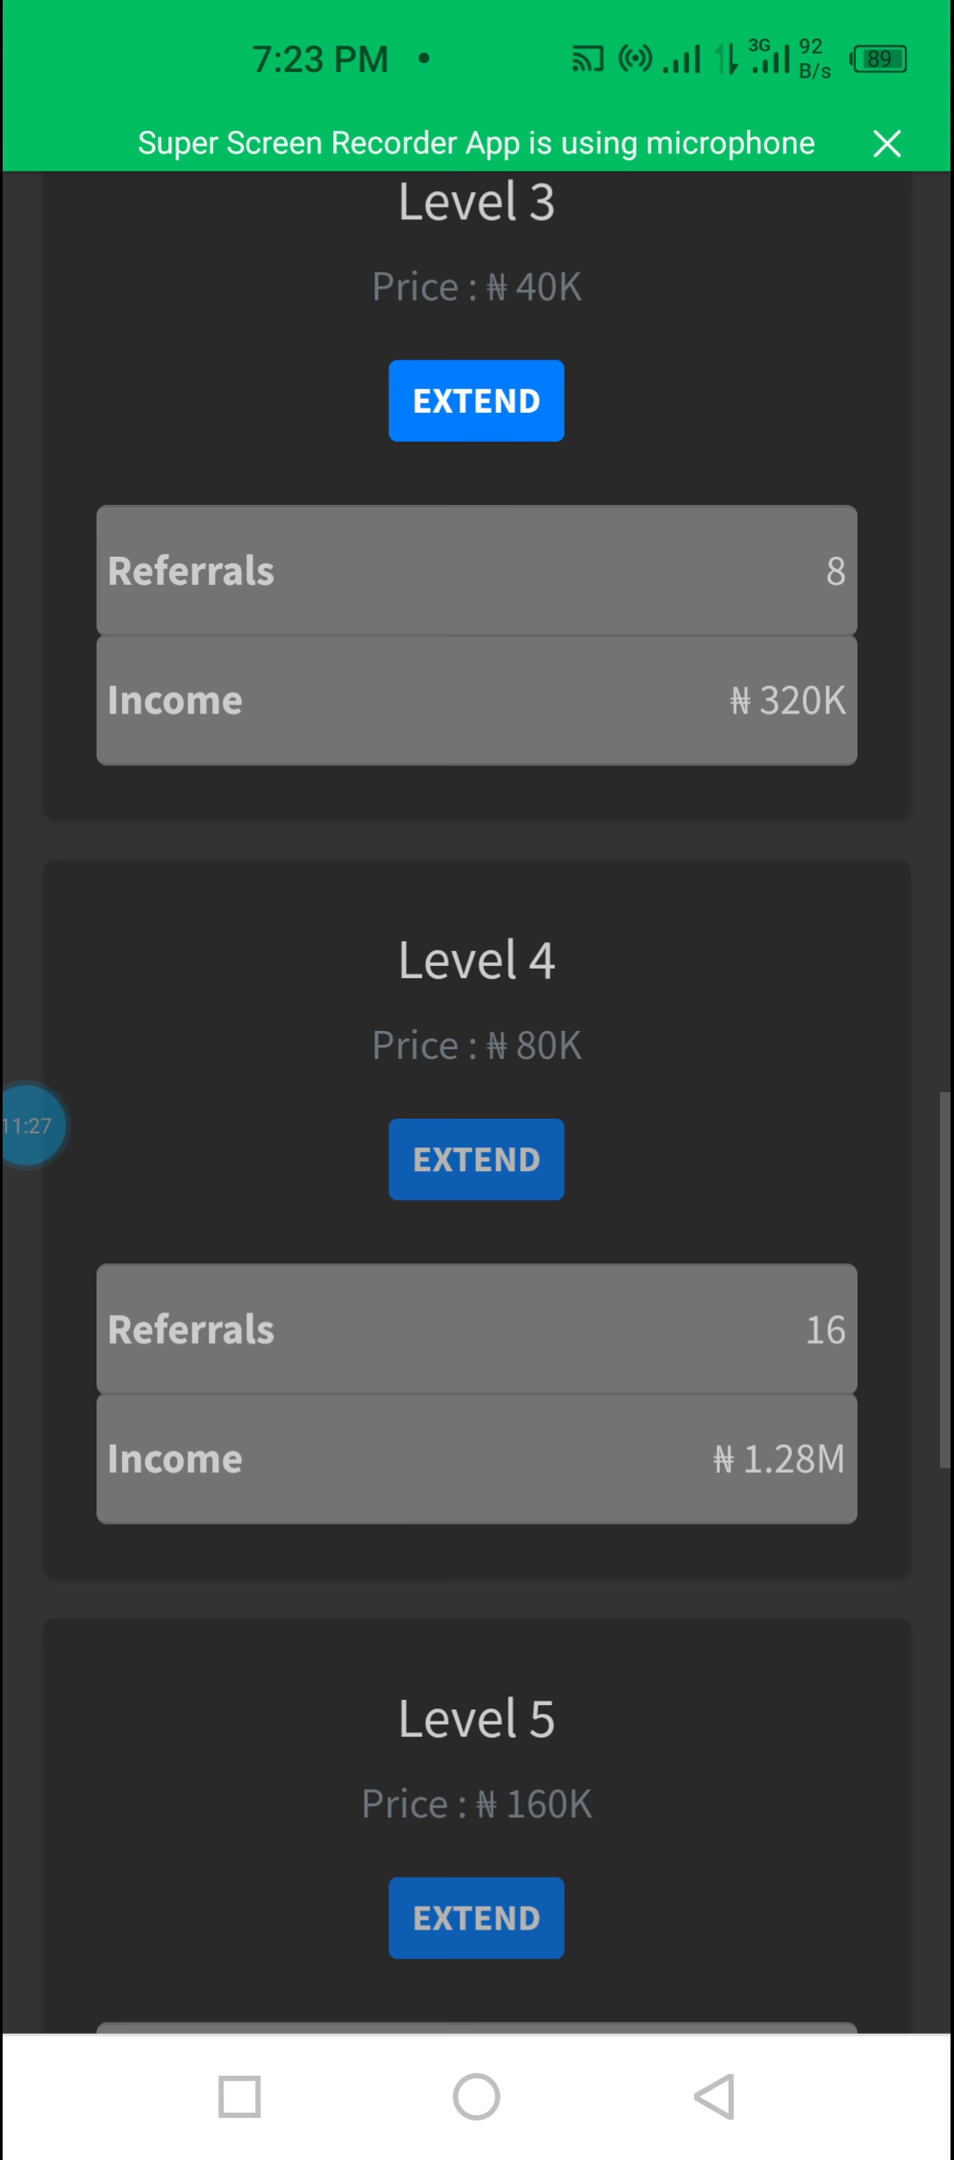 7:23 PM • 3G 92 B/s 89
Super Screen Recorder App is using microphone
Level 3
Price : ₦ 40K
EXTEND
Referrals 8
Income ₦ 320K
Level 4
Price : ₦ 80K
11:27
EXTEND
Referrals 16
Income ₦ 1.28M
Level 5
Price : ₦ 160K
EXTEND